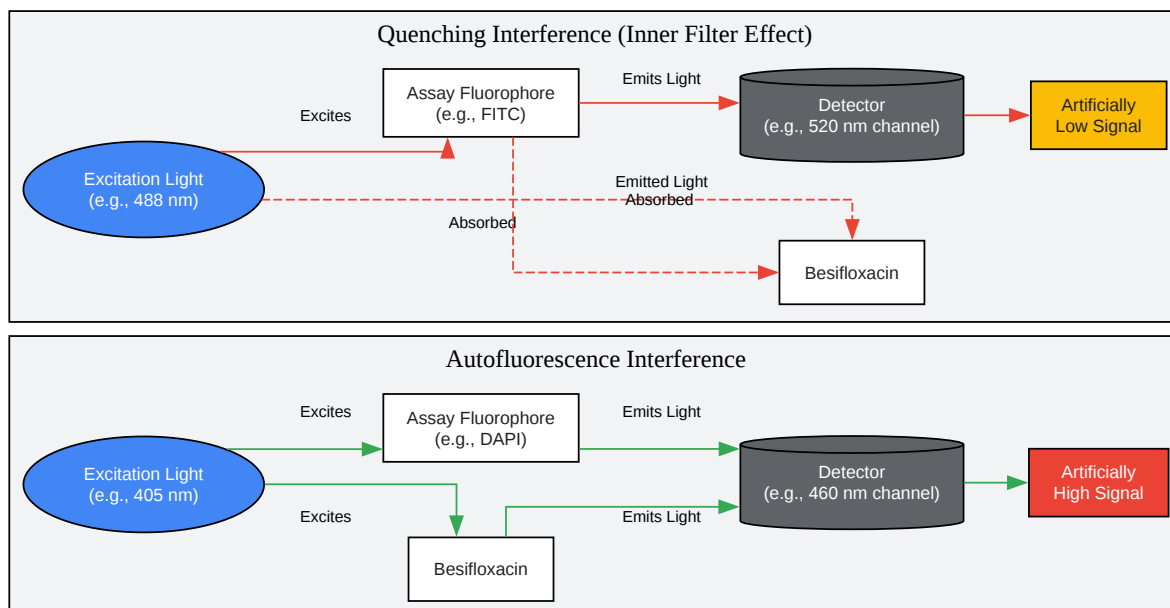 Quenching Interference (Inner Filter Effect)
Excitation Light
(e.g., 488 nm)
Excites
Assay Fluorophore
(e.g., FITC)
Emits Light
Detector
(e.g., 520 nm channel)
Artificially
Low Signal
Emitted Light
Absorbed
Absorbed
Besifloxacin
Autofluorescence Interference
Excitation Light
(e.g., 405 nm)
Excites
Assay Fluorophore
(e.g., DAPI)
Emits Light
Detector
(e.g., 460 nm channel)
Artificially
High Signal
Excites
Besifloxacin
Emits Light